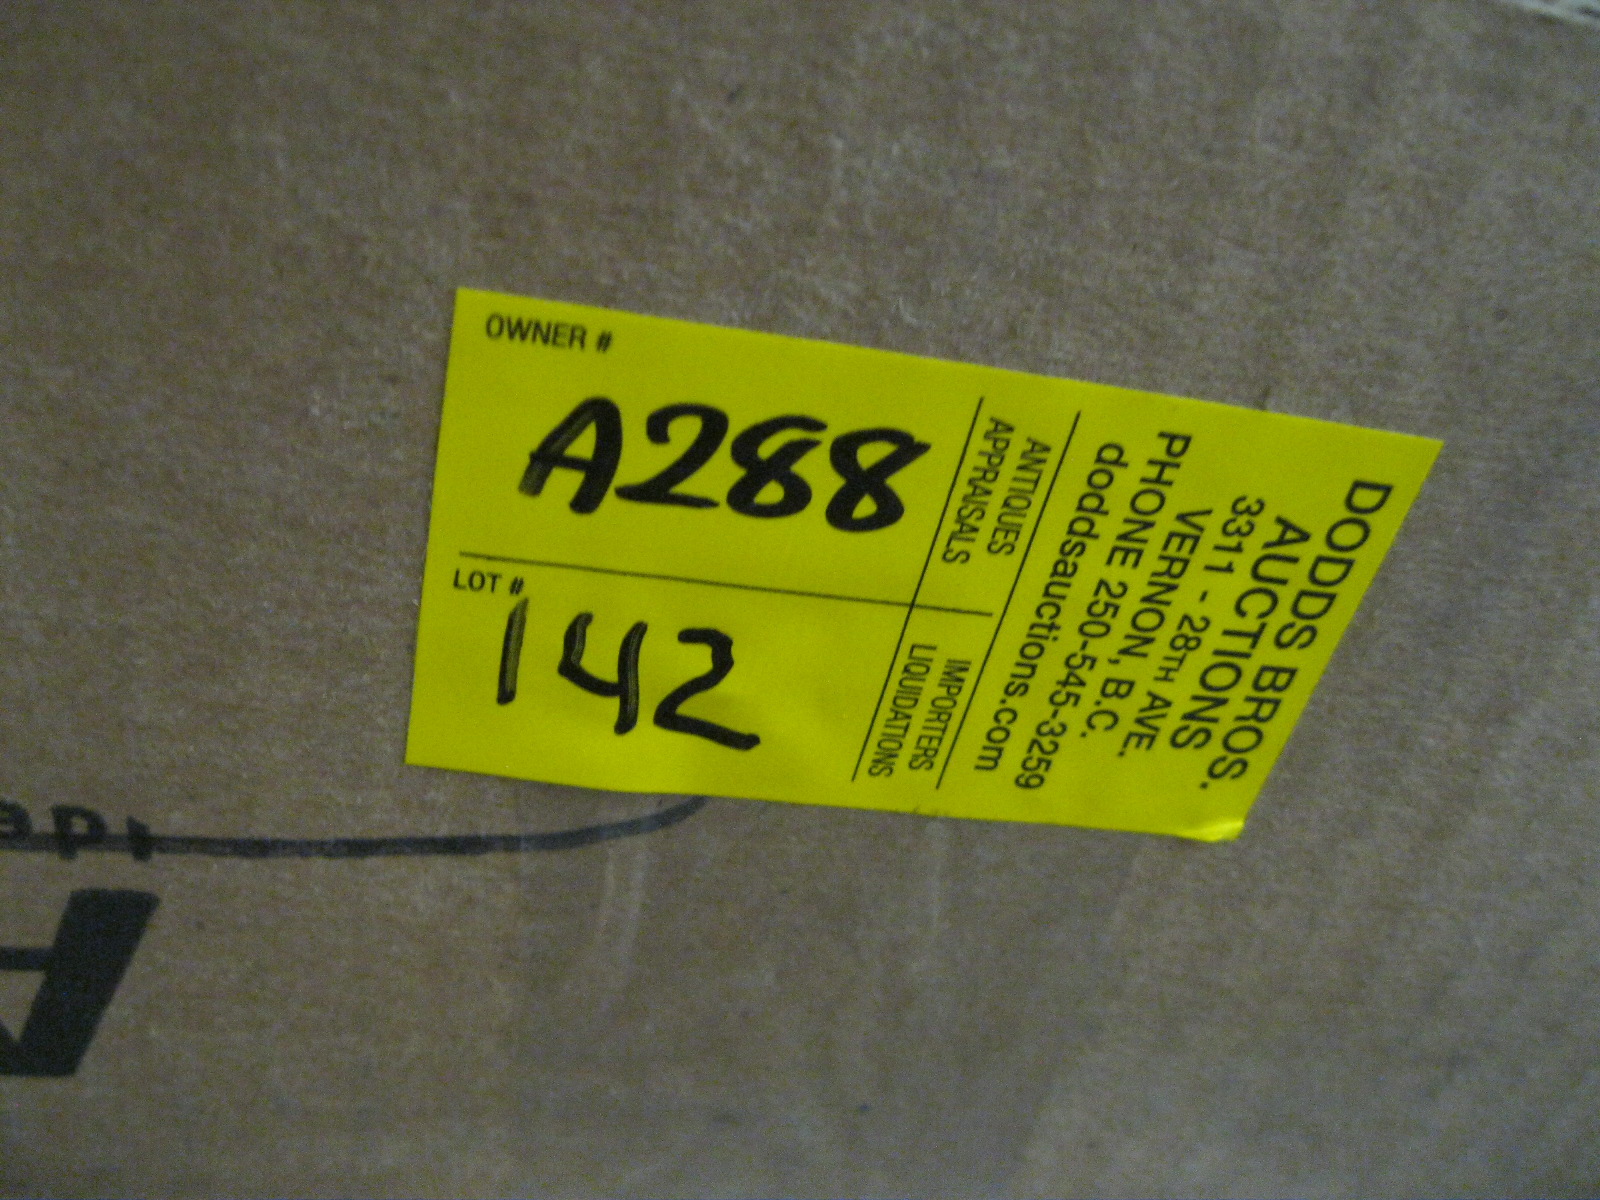 OWNER #
A288
LOT #
142
ANTIQUES
APPRAISALS
IMPORTERS
LIQUIDATIONS
DODDS BROS.
AUCTIONS
3311 - 28TH AVE.
VERNON, B.C.
PHONE 250-545-3259
doddsauctions.com